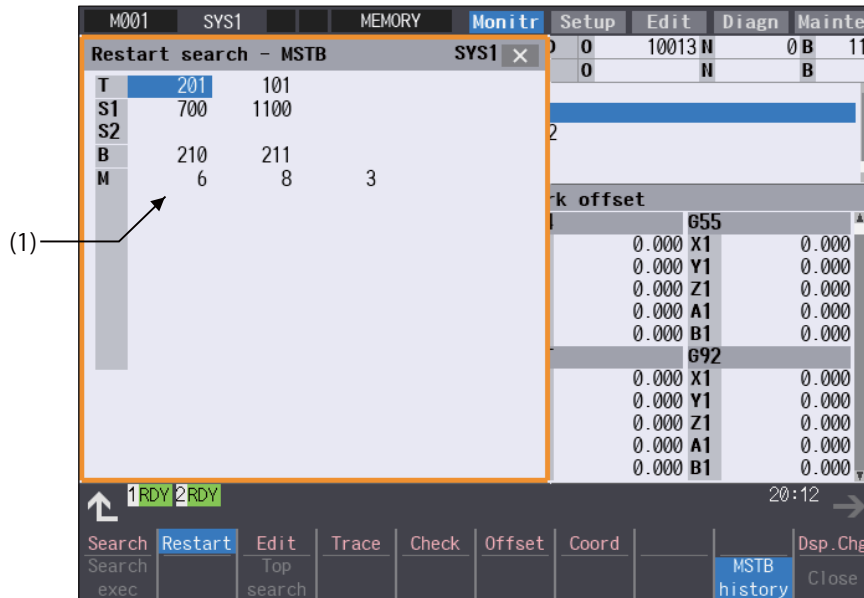 M001 SYS1 MEMORY Monitr Setup Edit Diagn Mainte
Restart search - MSTB SYS1 ×
O 10013 N 0 B 11
O N B
T 201 101
S1 700 1100
S2
2
B 210 211
M 6 8 3
rk offset
(1)
G55
0.000 X1 0.000
0.000 Y1 0.000
0.000 Z1 0.000
0.000 A1 0.000
0.000 B1 0.000
G92
0.000 X1 0.000
0.000 Y1 0.000
0.000 Z1 0.000
0.000 A1 0.000
0.000 B1 0.000
1 RDY 2 RDY 20:12
Search Restart Edit Trace Check Offset Coord Dsp.Chg
Search exec Top search MSTB history Close